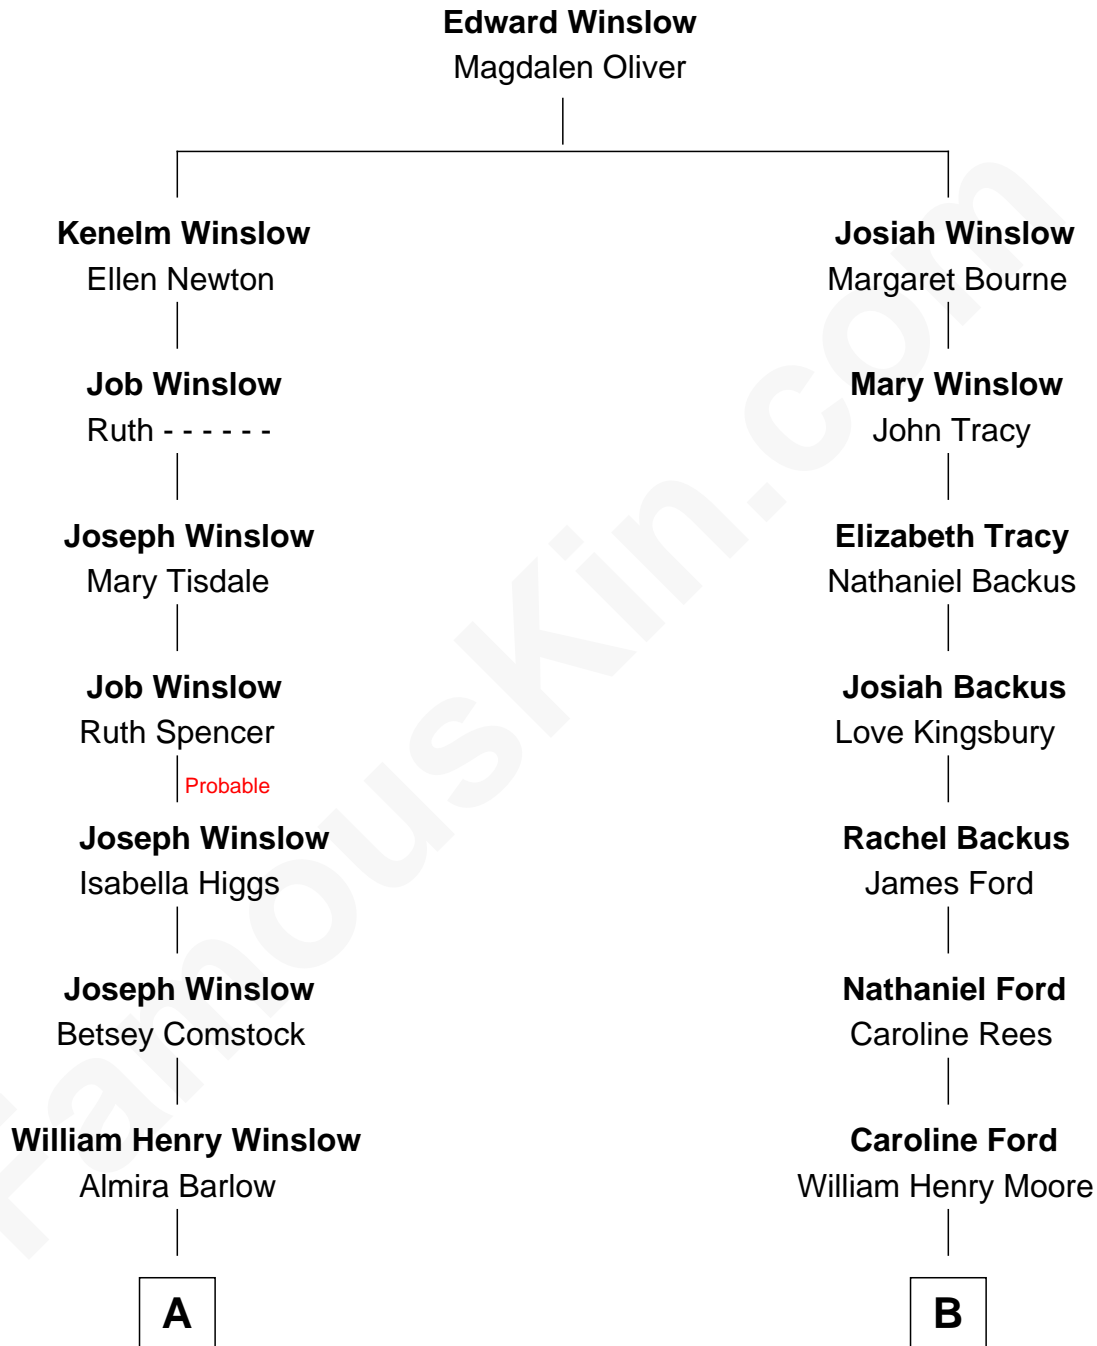 Edward Winslow
Magdalen Oliver
Kenelm Winslow
Ellen Newton
Job Winslow
Ruth - - - - - -
Joseph Winslow
Mary Tisdale
Job Winslow
Ruth Spencer
Probable
Joseph Winslow
Isabella Higgs
Joseph Winslow
Betsey Comstock
William Henry Winslow
Almira Barlow
A
Josiah Winslow
Margaret Bourne
Mary Winslow
John Tracy
Elizabeth Tracy
Nathaniel Backus
Josiah Backus
Love Kingsbury
Rachel Backus
James Ford
Nathaniel Ford
Caroline Rees
Caroline Ford
William Henry Moore
B
FamousKin.com